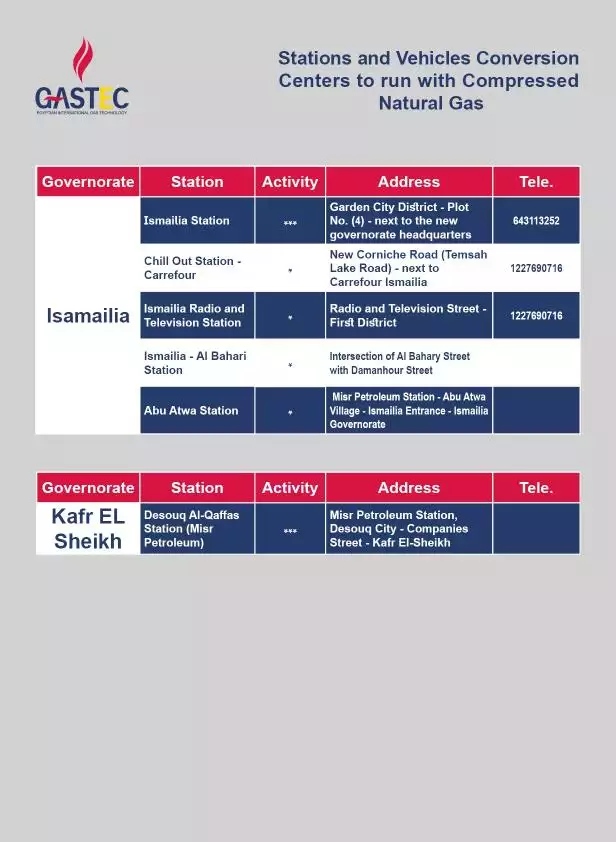 GASTEC
EGYPTIAN INTERNATIONAL GAS TECHNOLOGY
Stations and Vehicles Conversion
Centers to run with Compressed
Natural Gas
Governorate Station Activity Address Tele.
Isamailia
Ismailia Station
***
Garden City District - Plot
No. (4) - next to the new
governorate headquarters
643113252
Chill Out Station -
Carrefour
*
New Corniche Road (Temsah
Lake Road) - next to
Carrefour Ismailia
1227690716
Ismailia Radio and
Television Station
*
Radio and Television Street -
First District
1227690716
Ismailia - Al Bahari
Station
*
Intersection of Al Bahary Street
with Damanhour Street
Abu Atwa Station
*
Misr Petroleum Station - Abu Atwa
Village - Ismailia Entrance - Ismailia
Governorate
Governorate Station Activity Address Tele.
Kafr EL
Sheikh
Desouq Al-Qaffas
Station (Misr
Petroleum)
***
Misr Petroleum Station,
Desouq City - Companies
Street - Kafr El-Sheikh